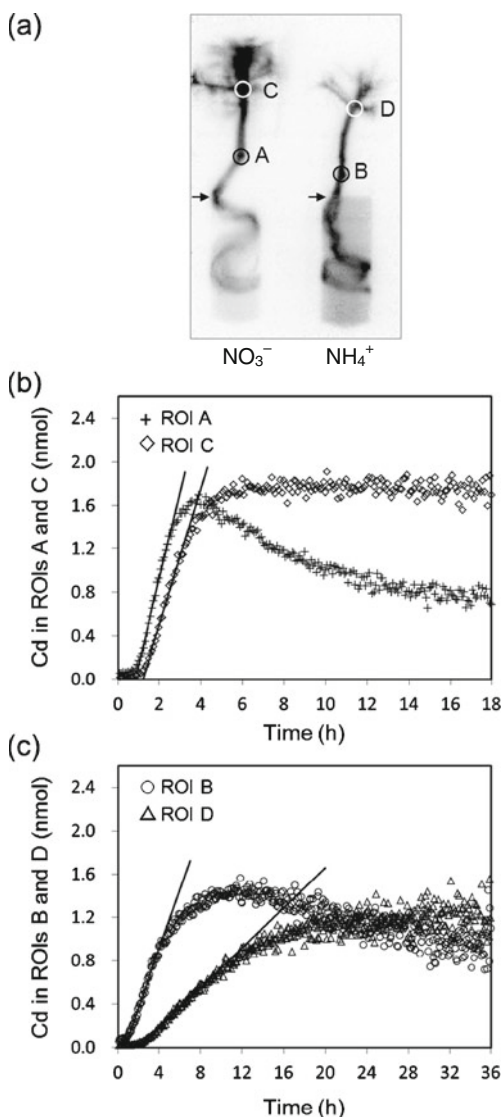 (a)
C
D
A
B
NO₃⁻ NH₄⁺
(b)
Cd in ROIs A and C (nmol)
2.4
2.0
1.6
1.2
0.8
0.4
0.0
+ ROI A
◇ ROI C
0 2 4 6 8 10 12 14 16 18
Time (h)
(c)
Cd in ROIs B and D (nmol)
2.4
2.0
1.6
1.2
0.8
0.4
0.0
○ ROI B
△ ROI D
0 4 8 12 16 20 24 28 32 36
Time (h)